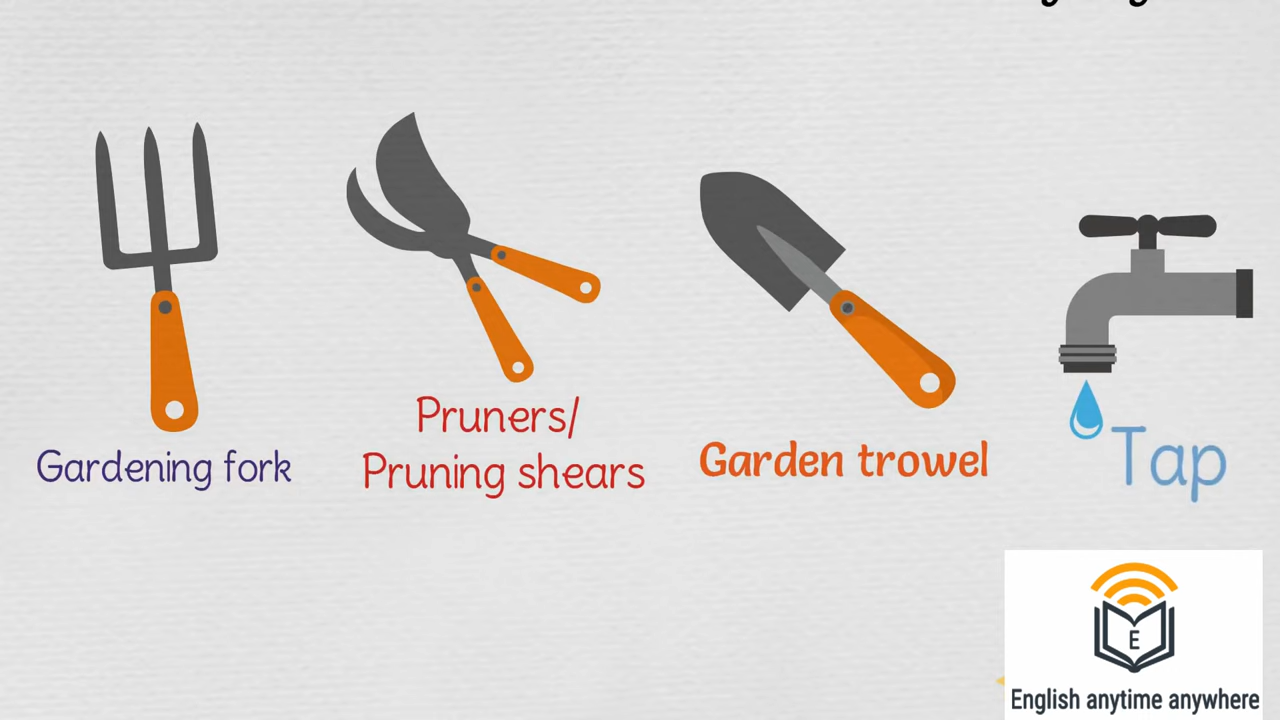 Gardening fork
Pruners/
Pruning shears
Garden trowel
Tap
E
English anytime anywhere